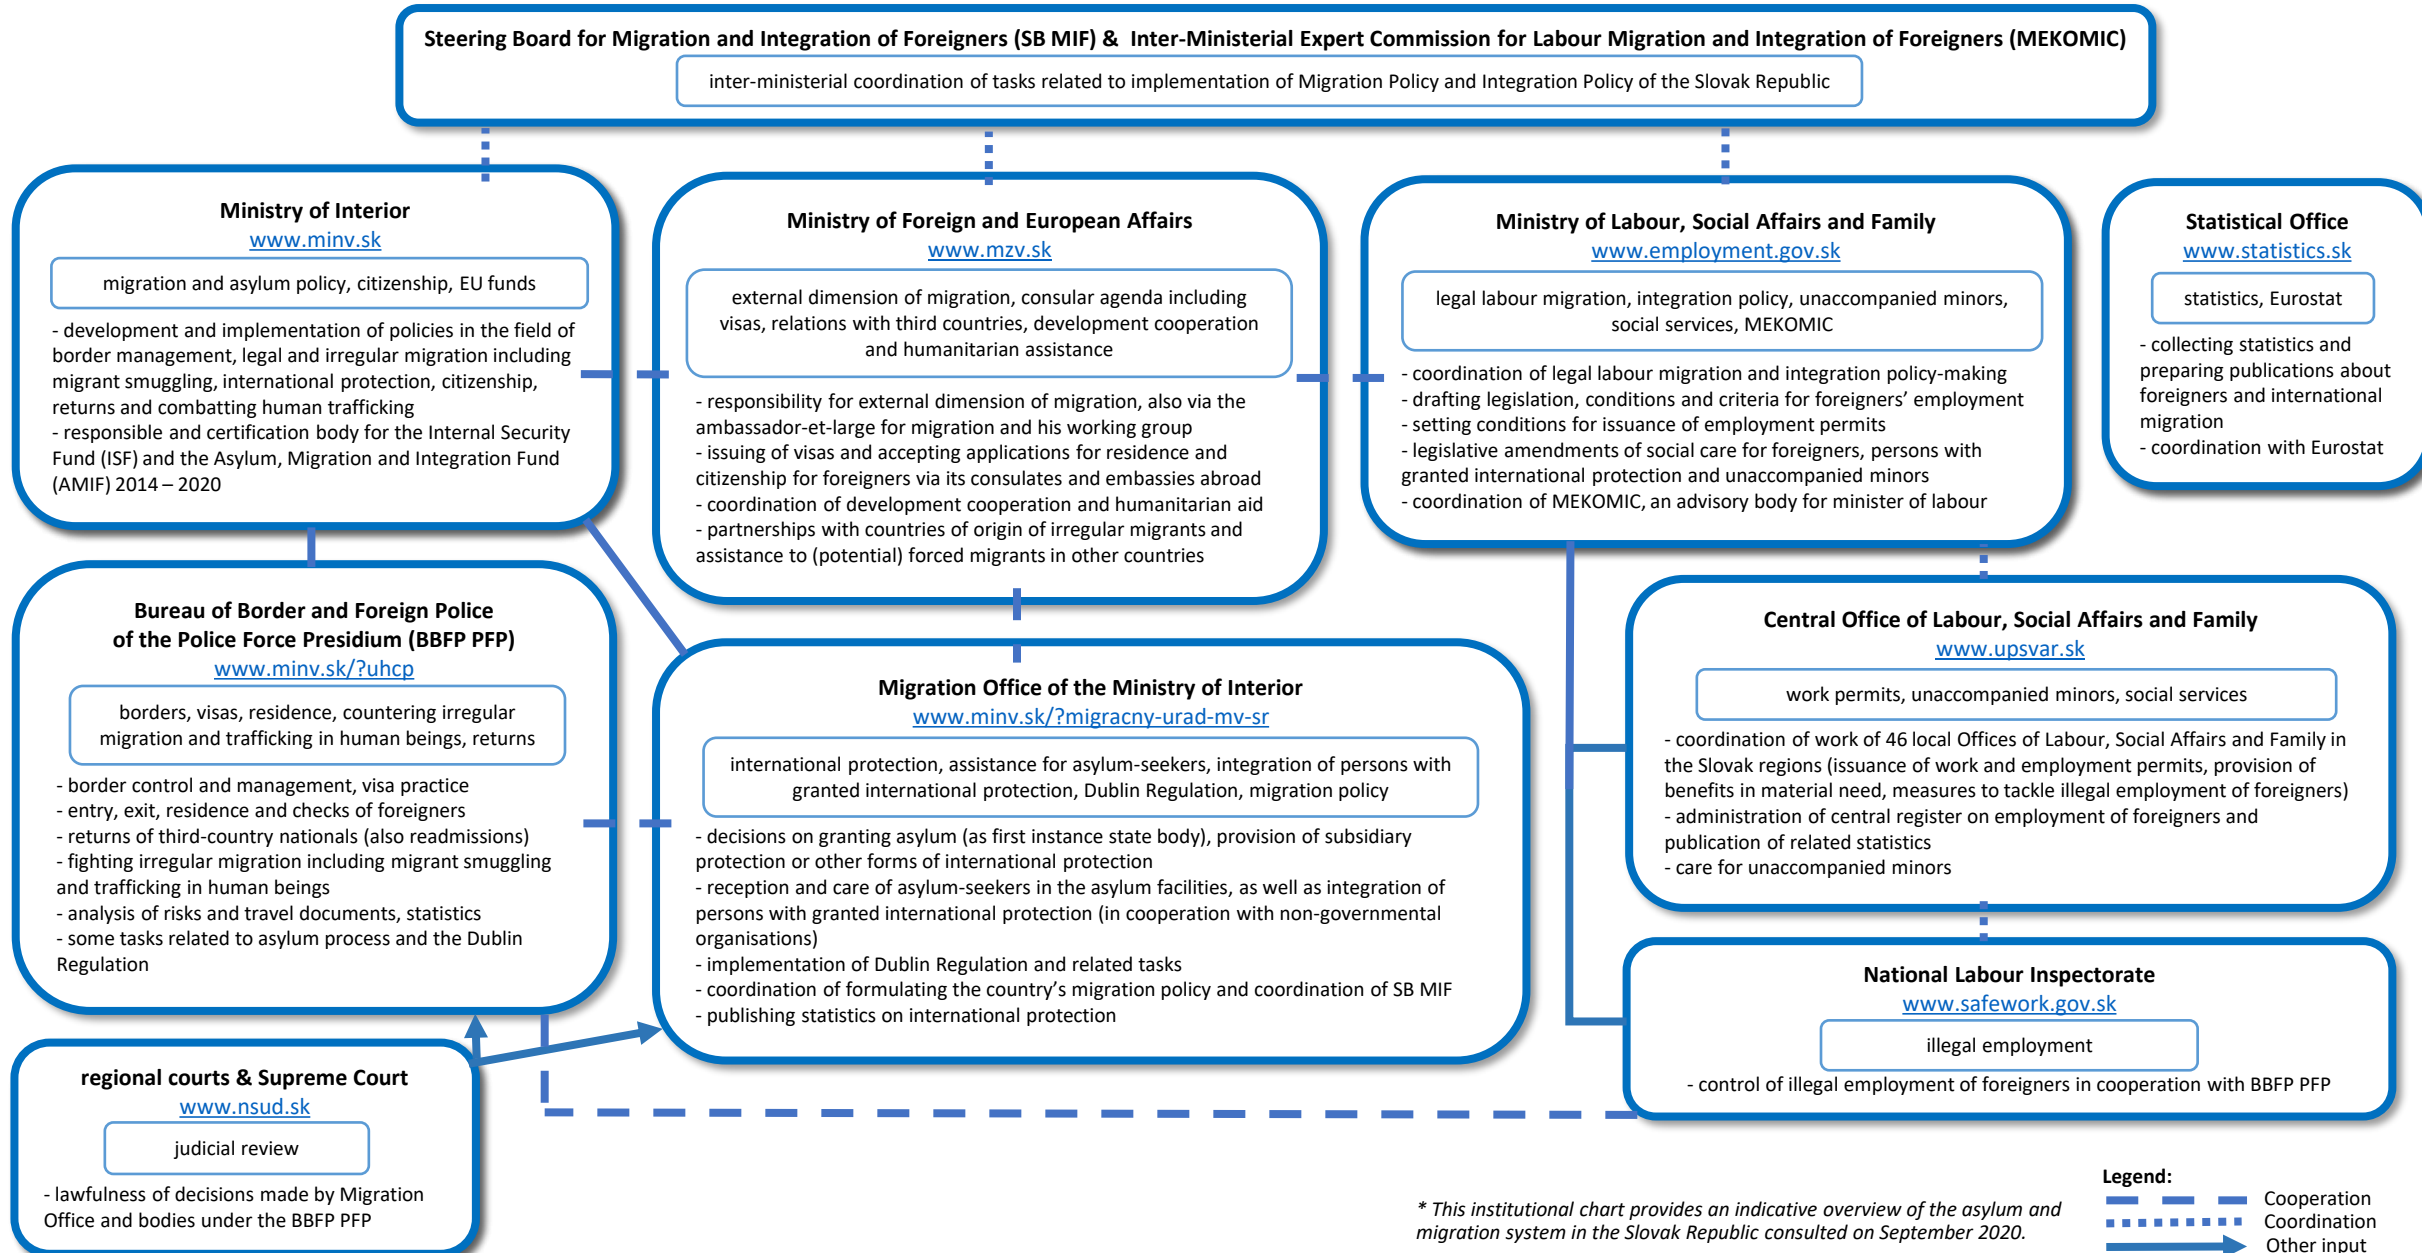 Steering Board for Migration and Integration of Foreigners (SB MIF) & Inter-Ministerial Expert Commission for Labour Migration and Integration of Foreigners (MEKOMIC)
inter-ministerial coordination of tasks related to implementation of Migration Policy and Integration Policy of the Slovak Republic
Ministry of Interior
www.minv.sk
migration and asylum policy, citizenship, EU funds
- development and implementation of policies in the field of
border management, legal and irregular migration including
migrant smuggling, international protection, citizenship,
returns and combatting human trafficking
- responsible and certification body for the Internal Security
Fund (ISF) and the Asylum, Migration and Integration Fund
(AMIF) 2014 – 2020
Ministry of Foreign and European Affairs
www.mzv.sk
external dimension of migration, consular agenda including
visas, relations with third countries, development cooperation
and humanitarian assistance
- responsibility for external dimension of migration, also via the
ambassador-et-large for migration and his working group
- issuing of visas and accepting applications for residence and
citizenship for foreigners via its consulates and embassies abroad
- coordination of development cooperation and humanitarian aid
- partnerships with countries of origin of irregular migrants and
assistance to (potential) forced migrants in other countries
Ministry of Labour, Social Affairs and Family
www.employment.gov.sk
legal labour migration, integration policy, unaccompanied minors,
social services, MEKOMIC
- coordination of legal labour migration and integration policy-making
- drafting legislation, conditions and criteria for foreigners’ employment
- setting conditions for issuance of employment permits
- legislative amendments of social care for foreigners, persons with
granted international protection and unaccompanied minors
- coordination of MEKOMIC, an advisory body for minister of labour
Statistical Office
www.statistics.sk
statistics, Eurostat
- collecting statistics and
preparing publications about
foreigners and international
migration
- coordination with Eurostat
Bureau of Border and Foreign Police
of the Police Force Presidium (BBFP PFP)
www.minv.sk/?uhcp
borders, visas, residence, countering irregular
migration and trafficking in human beings, returns
- border control and management, visa practice
- entry, exit, residence and checks of foreigners
- returns of third-country nationals (also readmissions)
- fighting irregular migration including migrant smuggling
and trafficking in human beings
- analysis of risks and travel documents, statistics
- some tasks related to asylum process and the Dublin
Regulation
Migration Office of the Ministry of Interior
www.minv.sk/?migracny-urad-mv-sr
international protection, assistance for asylum-seekers, integration of persons with
granted international protection, Dublin Regulation, migration policy
- decisions on granting asylum (as first instance state body), provision of subsidiary
protection or other forms of international protection
- reception and care of asylum-seekers in the asylum facilities, as well as integration of
persons with granted international protection (in cooperation with non-governmental
organisations)
- implementation of Dublin Regulation and related tasks
- coordination of formulating the country’s migration policy and coordination of SB MIF
- publishing statistics on international protection
Central Office of Labour, Social Affairs and Family
www.upsvar.sk
work permits, unaccompanied minors, social services
- coordination of work of 46 local Offices of Labour, Social Affairs and Family in
the Slovak regions (issuance of work and employment permits, provision of
benefits in material need, measures to tackle illegal employment of foreigners)
- administration of central register on employment of foreigners and
publication of related statistics
- care for unaccompanied minors
National Labour Inspectorate
www.safework.gov.sk
illegal employment
- control of illegal employment of foreigners in cooperation with BBFP PFP
regional courts & Supreme Court
www.nsud.sk
judicial review
- lawfulness of decisions made by Migration
Office and bodies under the BBFP PFP
* This institutional chart provides an indicative overview of the asylum and
migration system in the Slovak Republic consulted on September 2020.
Legend:
Cooperation
Coordination
Other input